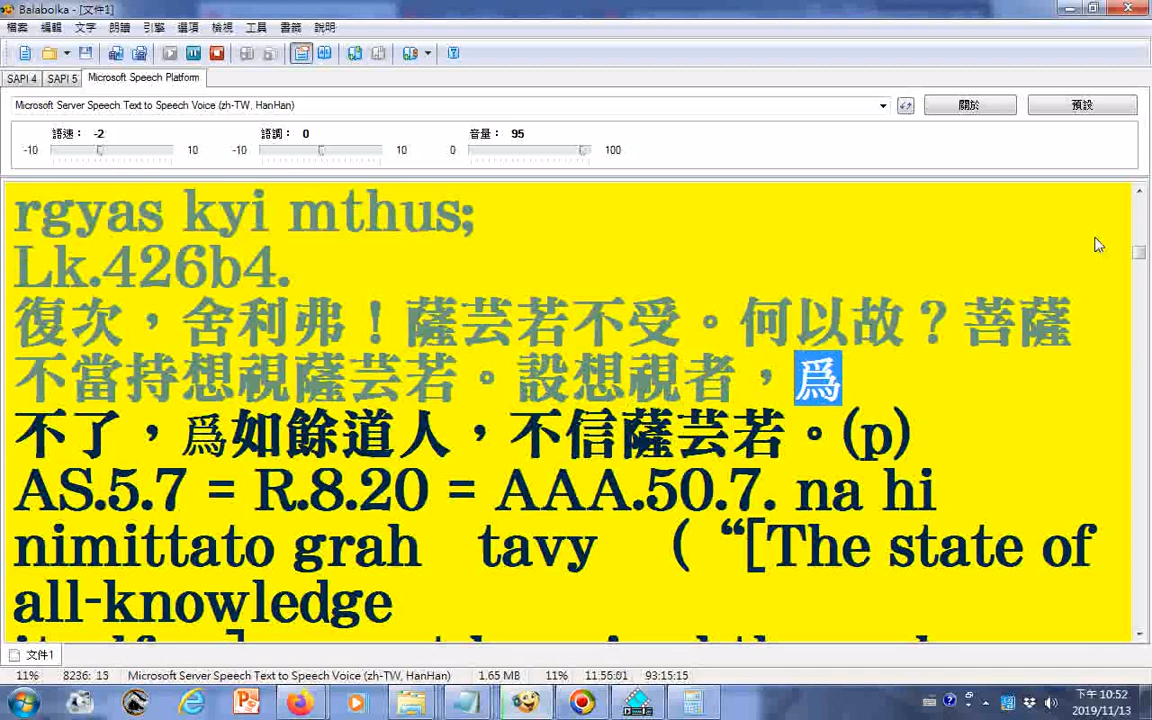 Balabolka - [文件1]
檔案 編輯 文字 朗讀 引擎 選項 檢視 工具 書籤 說明
SAPI 4 SAPI 5 Microsoft Speech Platform
Microsoft Server Speech Text to Speech Voice (zh-TW, HanHan) 關於 預設
語速： -2 語調： 0 音量： 95
-10 10 -10 10 0 100
rgyas kyi mthus;
Lk.426b4.
復次，舍利弗！薩芸若不受。何以故？菩薩
不當持想視薩芸若。設想視者，爲
不了，爲如餘道人，不信薩芸若。(p)
AS.5.7 = R.8.20 = AAA.50.7. na hi
nimittato grah tavy ( “[The state of
all-knowledge
文件1
11% 8236: 13 Microsoft Server Speech Text to Speech Voice (zh-TW, HanHan) 1.65 MB 11% 11:55:01 93:15:15
下午 10:52
2019/11/13